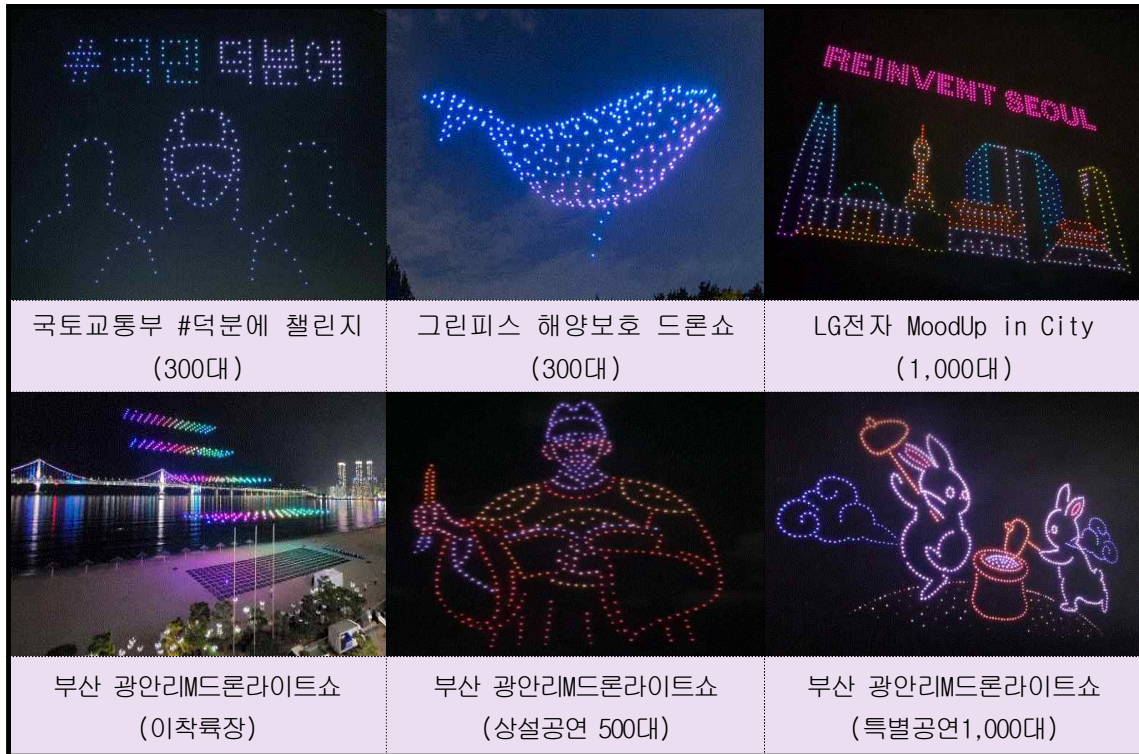 #국민 덕분에
REINVENT SEOUL
국토교통부 #덕분에 챌린지
(300대)
그린피스 해양보호 드론쇼
(300대)
LG전자 MoodUp in City
(1,000대)
부산 광안리M드론라이트쇼
(이착륙장)
부산 광안리M드론라이트쇼
(상설공연 500대)
부산 광안리M드론라이트쇼
(특별공연1,000대)